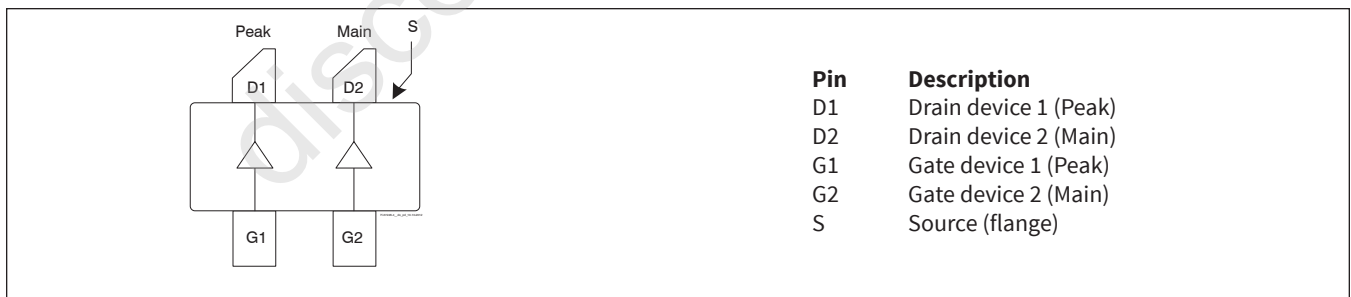 Peak Main S
D1 D2
G1 G2
Pin Description
D1 Drain device 1 (Peak)
D2 Drain device 2 (Main)
G1 Gate device 1 (Peak)
G2 Gate device 2 (Main)
S Source (flange)
disco